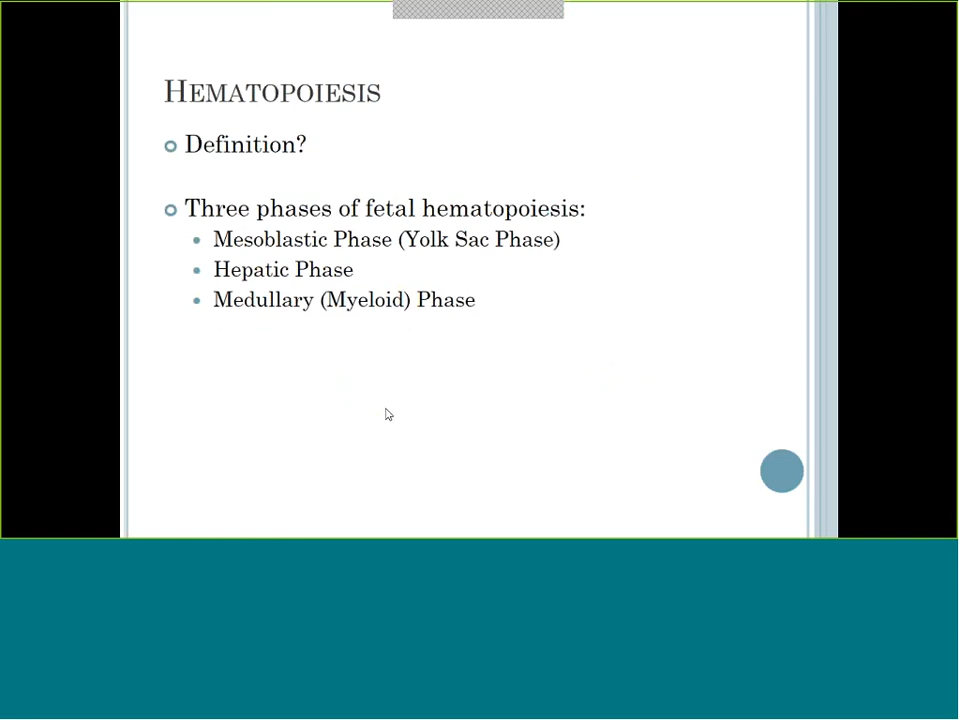 Hematopoiesis
Definition?
Three phases of fetal hematopoiesis:
Mesoblastic Phase (Yolk Sac Phase)
Hepatic Phase
Medullary (Myeloid) Phase